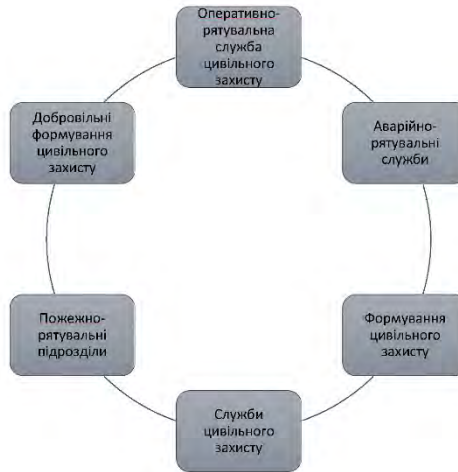 Оперативно-
рятувальна
служба
цивільного
захисту
Аварійно-
рятувальні
служби
Формування
цивільного
захисту
Служби
цивільного
захисту
Пожежно-
рятувальні
підрозділи
Добровільні
формування
цивільного
захисту